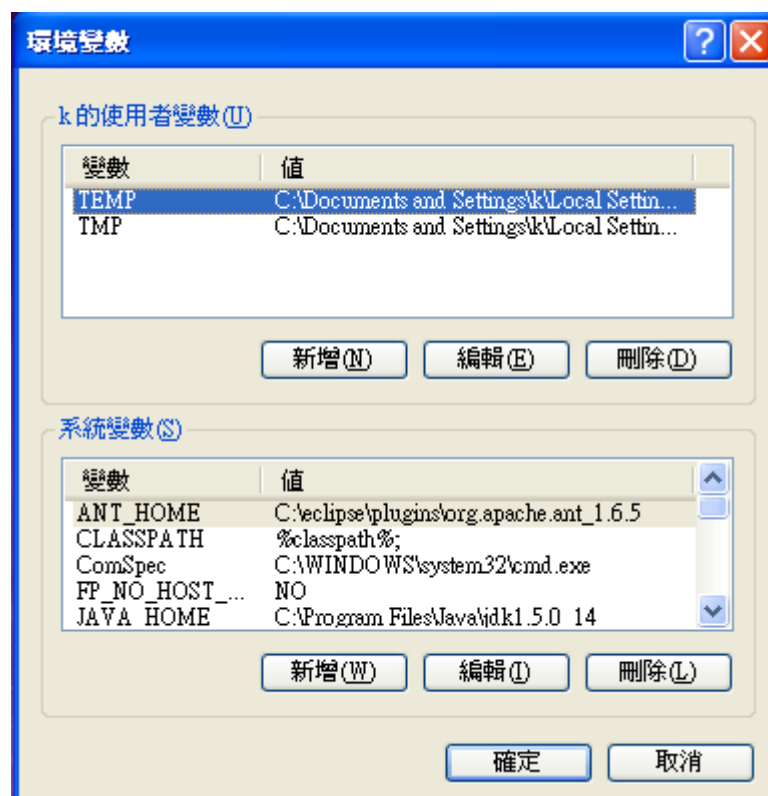 環境變數
k 的使用者變數(U)
變數 值
TEMP C:\Documents and Settings\k\Local Settin...
TMP C:\Documents and Settings\k\Local Settin...
新增(N) 編輯(E) 刪除(D)
系統變數(S)
變數 值
ANT_HOME C:\eclipse\plugins\org.apache.ant_1.6.5
CLASSPATH %classpath%;
ComSpec C:\WINDOWS\system32\cmd.exe
FP_NO_HOST_... NO
JAVA_HOME C:\Program Files\Java\jdk1.5.0_14
新增(W) 編輯(I) 刪除(L)
確定 取消